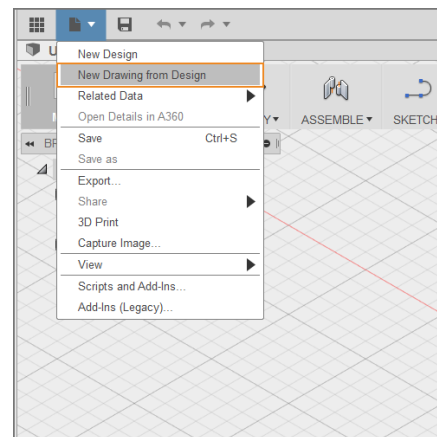 U
New Design
New Drawing from Design
Related Data
Open Details in A360
Y▾ ASSEMBLE▾ SKETCH
Save Ctrl+S
BR
Save as
Export...
Share
3D Print
Capture Image...
View
Scripts and Add-Ins...
Add-Ins (Legacy)...